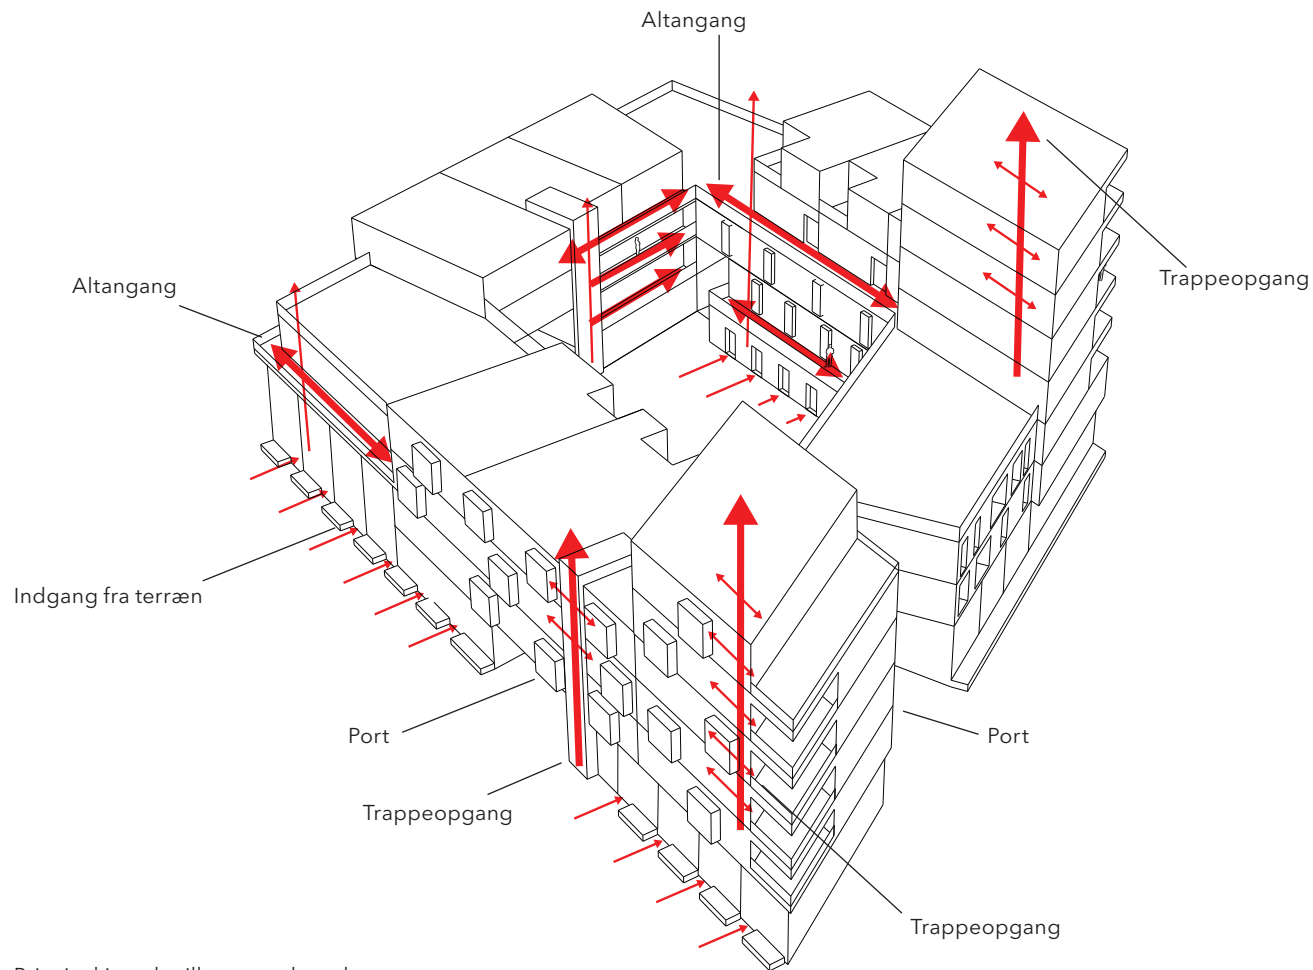 Altangang
Altangang
Trappeopgang
Indgang fra terræn
Port
Port
Trappeopgang
Trappeopgang